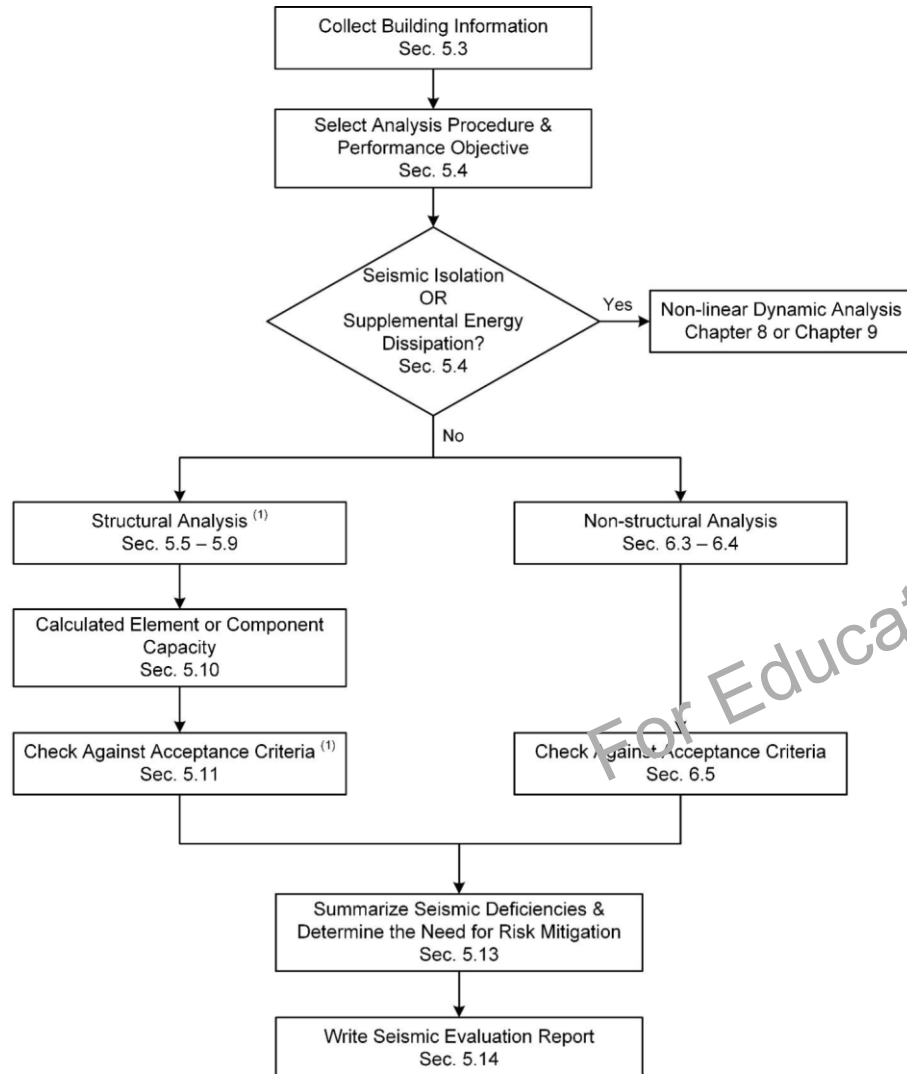 Collect Building Information
Sec. 5.3
Select Analysis Procedure &
Performance Objective
Sec. 5.4
Seismic Isolation
OR
Supplemental Energy
Dissipation?
Sec. 5.4
Yes
Non-linear Dynamic Analysis
Chapter 8 or Chapter 9
No
Structural Analysis (1)
Sec. 5.5 – 5.9
Non-structural Analysis
Sec. 6.3 – 6.4
Calculated Element or Component
Capacity
Sec. 5.10
Check Against Acceptance Criteria (1)
Sec. 5.11
Check Against Acceptance Criteria
Sec. 6.5
Summarize Seismic Deficiencies &
Determine the Need for Risk Mitigation
Sec. 5.13
Write Seismic Evaluation Report
Sec. 5.14
For Educat